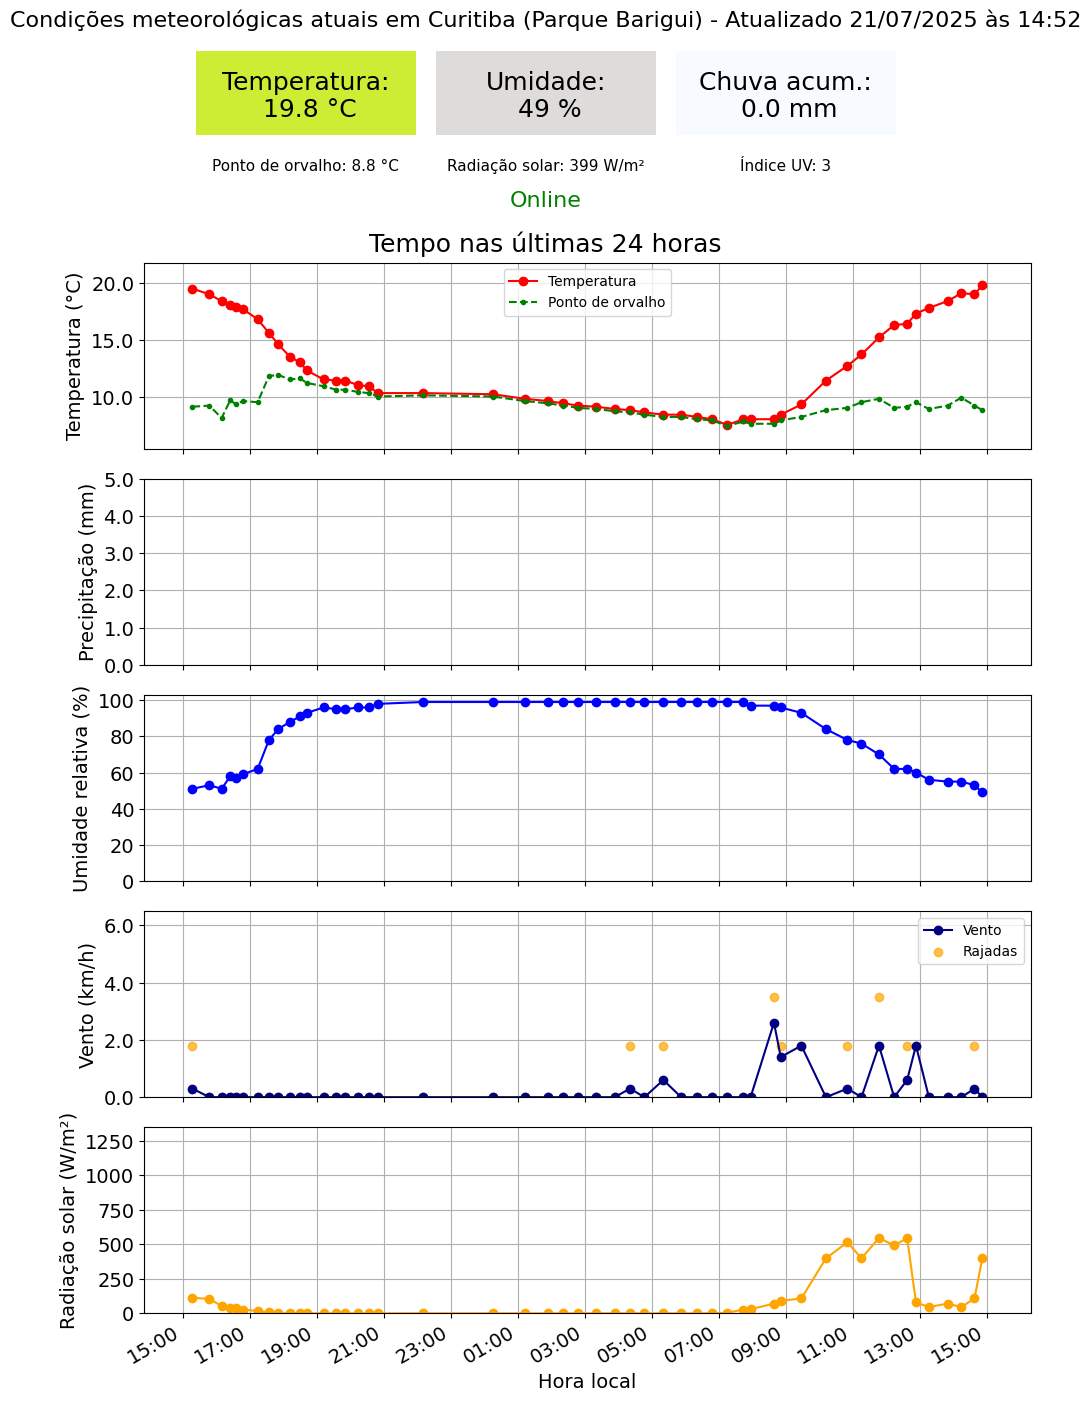 Condições meteorológicas atuais em Curitiba (Parque Barigui) - Atualizado 21/07/2025 às 14:52
Temperatura:
19.8 °C
Umidade:
49 %
Chuva acum.:
0.0 mm
Ponto de orvalho: 8.8 °C
Radiação solar: 399 W/m²
Índice UV: 3
Online
Tempo nas últimas 24 horas
Temperatura (°C)
20.0
15.0
10.0
Temperatura
Ponto de orvalho
Precipitação (mm)
5.0
4.0
3.0
2.0
1.0
0.0
Umidade relativa (%)
100
80
60
40
20
0
Vento (km/h)
6.0
4.0
2.0
0.0
Vento
Rajadas
Radiação solar (W/m²)
1250
1000
750
500
250
0
15:00 17:00 19:00 21:00 23:00 01:00 03:00 05:00 07:00 09:00 11:00 13:00 15:00
Hora local